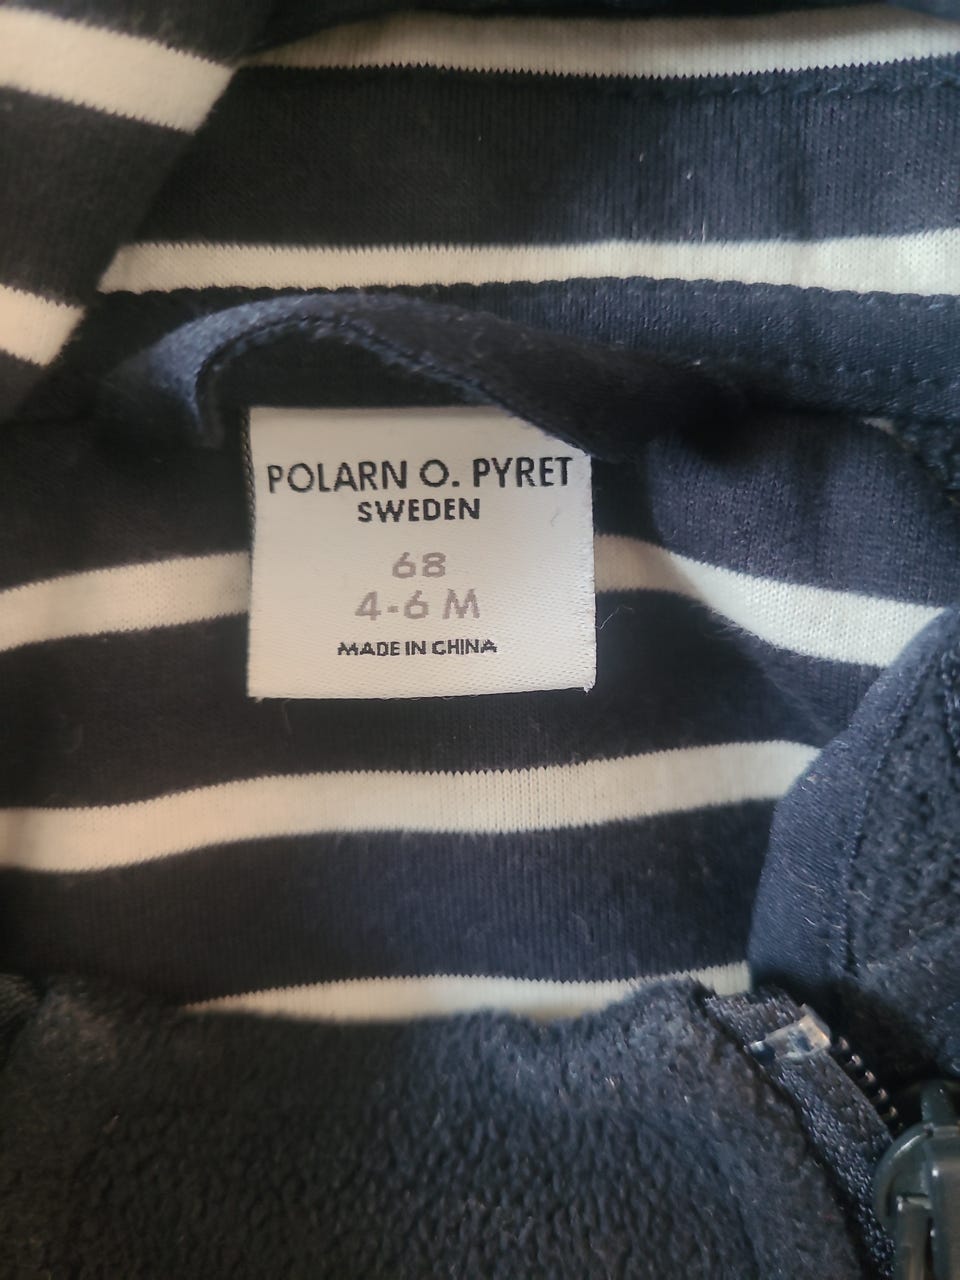 POLARN O. PYRET
SWEDEN
68
4-6 M
MADE IN CHINA